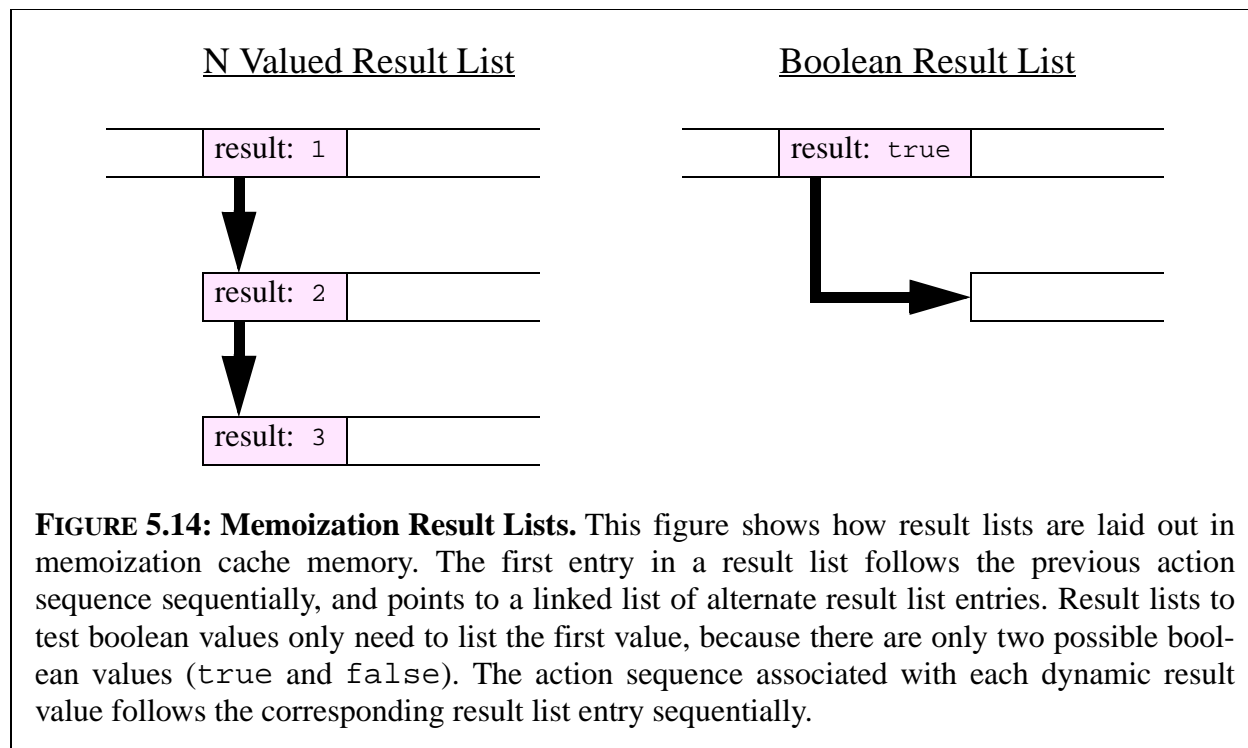 N Valued Result List
Boolean Result List
result: 1
result: true
result: 2
result: 3
FIGURE 5.14: Memoization Result Lists. This figure shows how result lists are laid out in
memoization cache memory. The first entry in a result list follows the previous action
sequence sequentially, and points to a linked list of alternate result list entries. Result lists to
test boolean values only need to list the first value, because there are only two possible bool-
ean values (true and false). The action sequence associated with each dynamic result
value follows the corresponding result list entry sequentially.